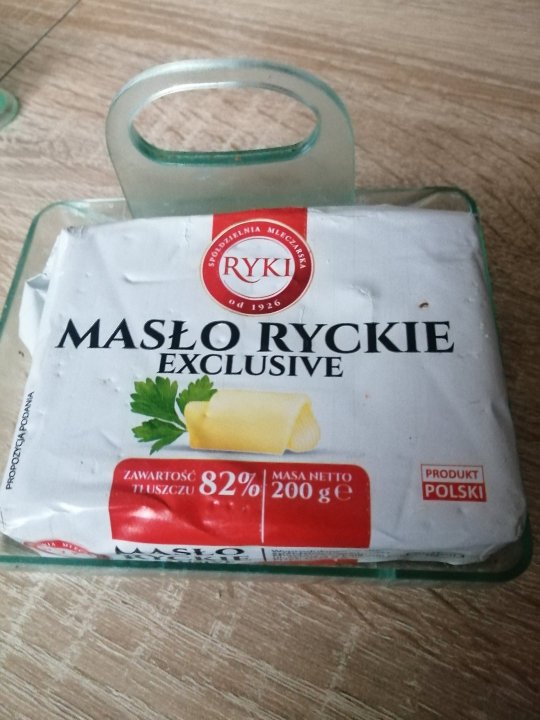 SPÓŁDZIELNIA MLECZARSKA
RYKI
od 1926
MASŁO RYCKIE
EXCLUSIVE
PROPOZYCJA PODANIA
ZAWARTOŚĆ
TŁUSZCZU
82%
MASA NETTO
200 g ℮
PRODUKT
POLSKI
MASŁO
RYCKIE